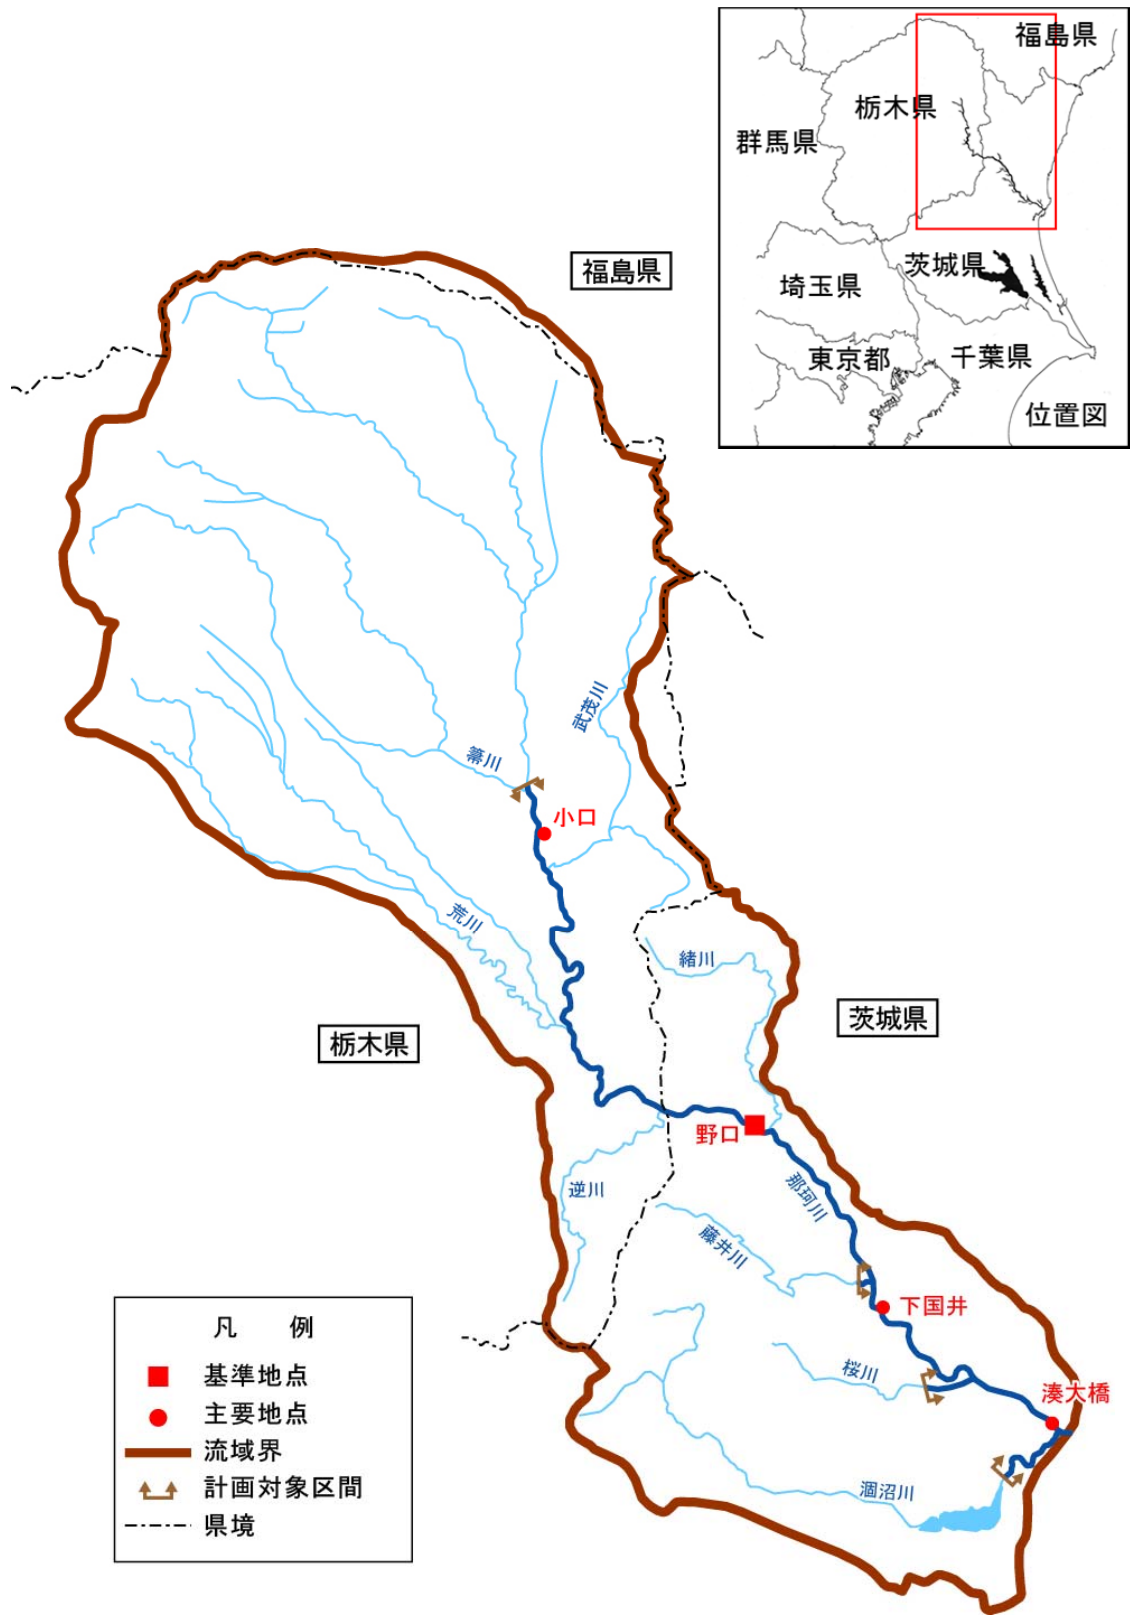 福島県
栃木県
群馬県
茨城県
埼玉県
東京都
千葉県
位置図
福島県
武茂川
箒川
小口
荒川
緒川
茨城県
栃木県
野口
那珂川
逆川
藤井川
下国井
桜川
湊大橋
涸沼川
凡 例
基準地点
主要地点
流域界
計画対象区間
県境